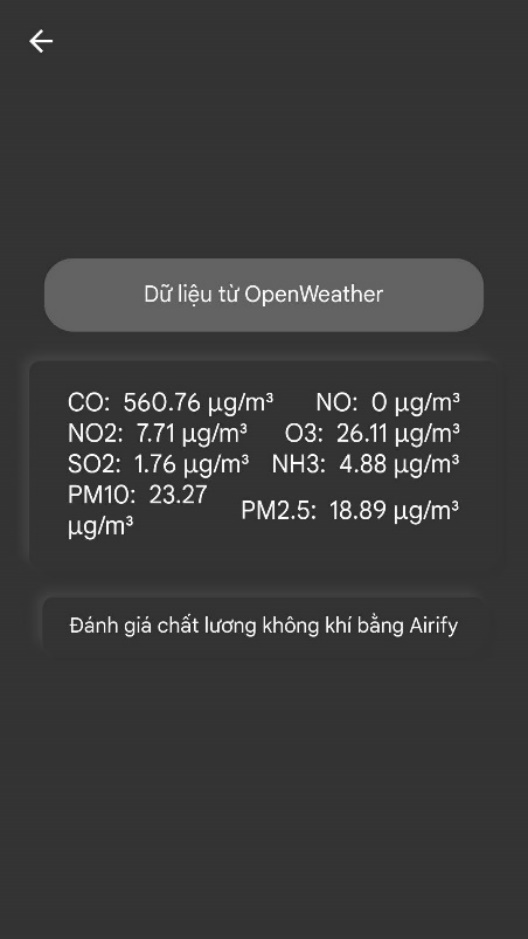 Dữ liệu từ OpenWeather
CO: 560.76 µg/m³ NO: 0 µg/m³
NO2: 7.71 µg/m³ O3: 26.11 µg/m³
SO2: 1.76 µg/m³ NH3: 4.88 µg/m³
PM10: 23.27
µg/m³
PM2.5: 18.89 µg/m³
Đánh giá chất lương không khí bằng Airify